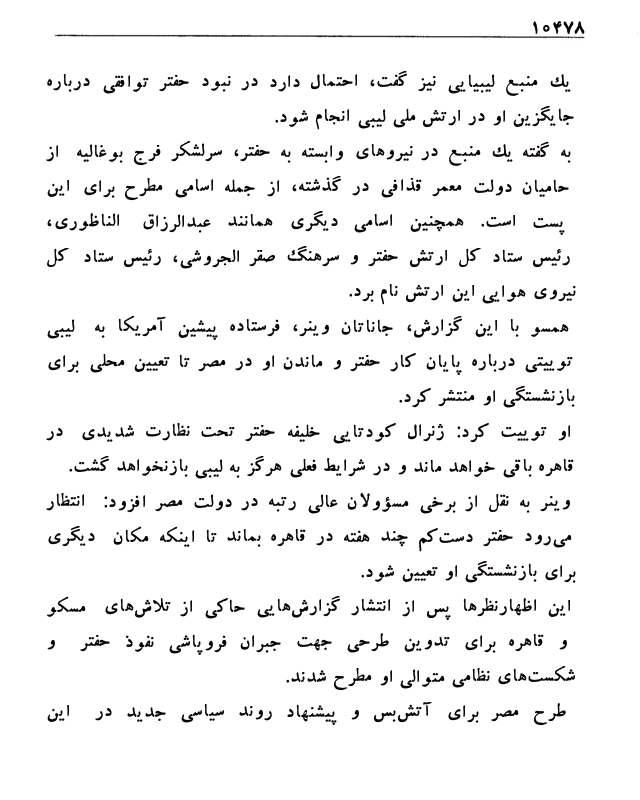 ۱۰۴۷۸
یك منبع لیبیایی نیز گفت، احتمال دارد در نبود حفتر توافقی درباره
جایگزین او در ارتش ملی لیبی انجام شود.
به گفته یك منبع در نیروهای وابسته به حفتر، سرلشکر فرج بوغالیه از
حامیان دولت معمر قذافی در گذشته، از جمله اسامی مطرح برای این
پست است. همچنین اسامی دیگری همانند عبدالرزاق الناظوری،
رئیس ستاد کل ارتش حفتر و سرهنگ صقر الجروشی، رئیس ستاد کل
نیروی هوایی این ارتش نام برد.
همسو با این گزارش، جاناتان وینر، فرستاده پیشین آمریکا به لیبی
توییتی درباره پایان کار حفتر و ماندن او در مصر تا تعیین محلی برای
بازنشستگی او منتشر کرد.
او توییت کرد: ژنرال کودتایی خلیفه حفتر تحت نظارت شدیدی در
قاهره باقی خواهد ماند و در شرایط فعلی هرگز به لیبی بازنخواهد گشت.
وینر به نقل از برخی مسؤولان عالی رتبه در دولت مصر افزود: انتظار
می‌رود حفتر دست‌کم چند هفته در قاهره بماند تا اینکه مکان دیگری
برای بازنشستگی او تعیین شود.
این اظهارنظرها پس از انتشار گزارش‌هایی حاکی از تلاش‌های مسکو
و قاهره برای تدوین طرحی جهت جبران فروپاشی نفوذ حفتر و
شکست‌های نظامی متوالی او مطرح شدند.
طرح مصر برای آتش‌بس و پیشنهاد روند سیاسی جدید در این